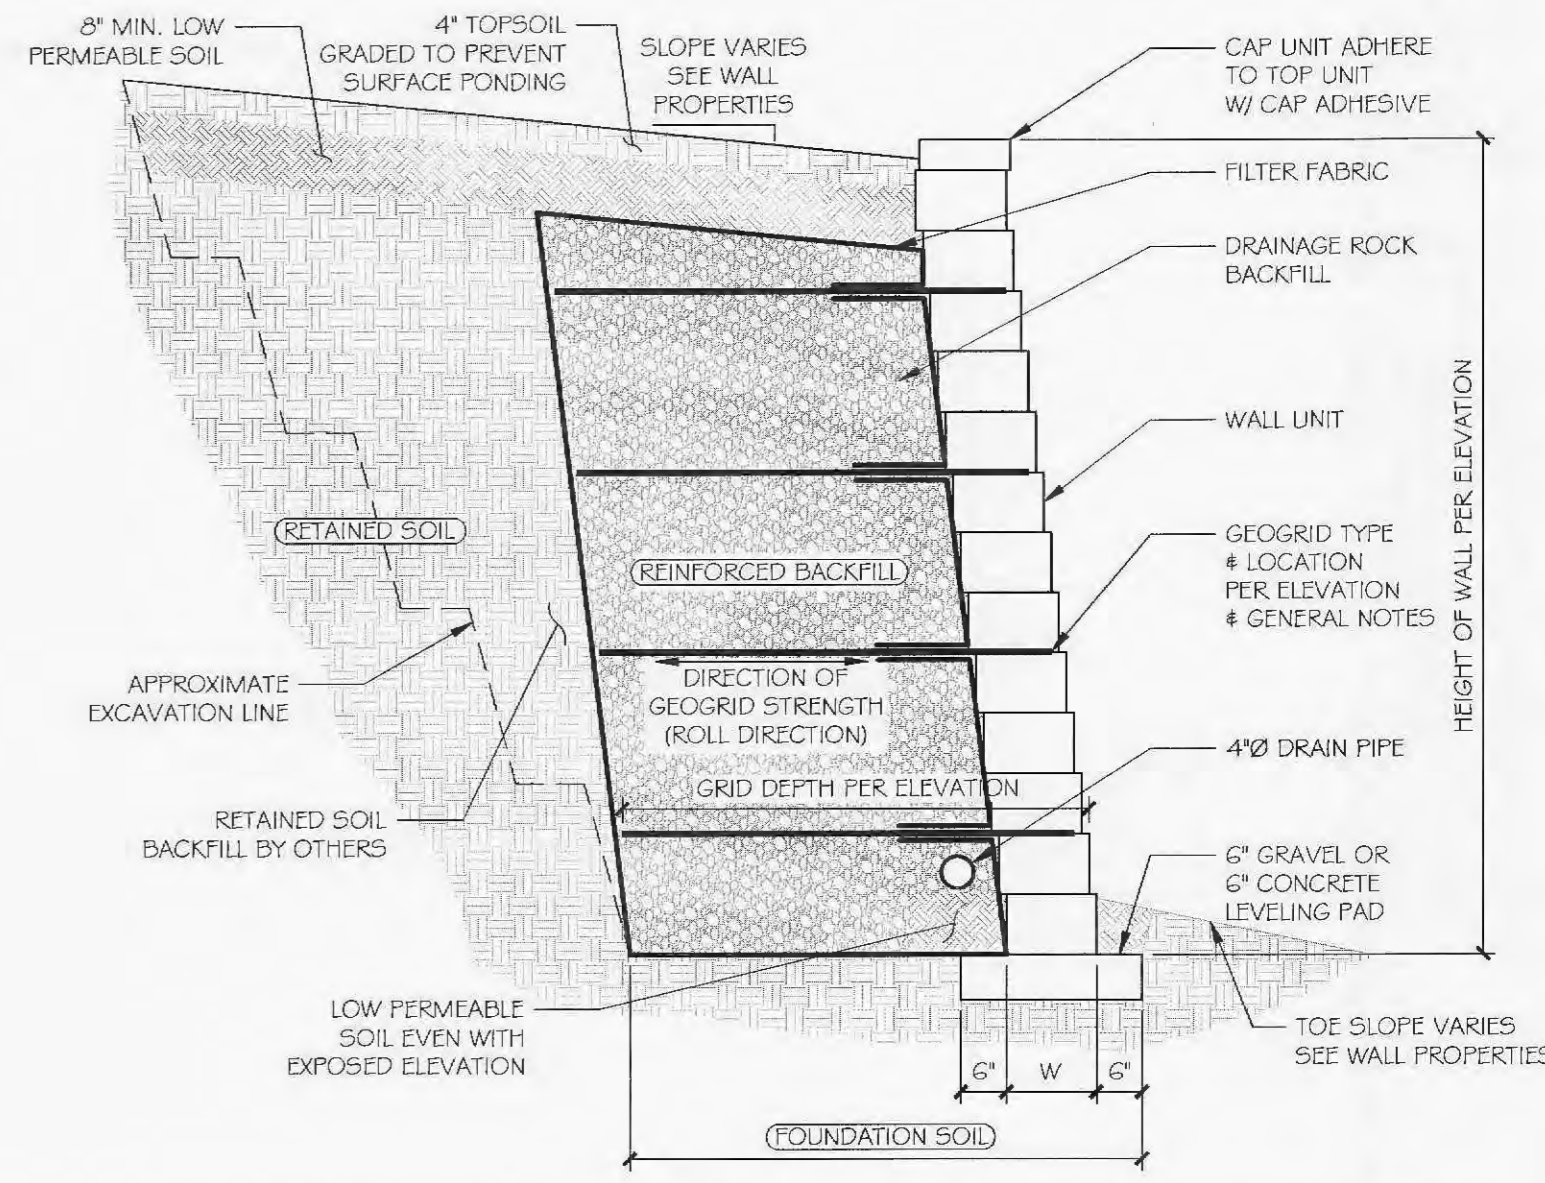 8" MIN. LOW
PERMEABLE SOIL
4" TOPSOIL
GRADED TO PREVENT
SURFACE PONDING
SLOPE VARIES
SEE WALL
PROPERTIES
CAP UNIT ADHERE
TO TOP UNIT
W/ CAP ADHESIVE
FILTER FABRIC
DRAINAGE ROCK
BACKFILL
WALL UNIT
HEIGHT OF WALL PER ELEVATION
RETAINED SOIL
REINFORCED BACKFILL
GEOGRID TYPE
& LOCATION
PER ELEVATION
& GENERAL NOTES
DIRECTION OF
GEOGRID STRENGTH
(ROLL DIRECTION)
APPROXIMATE
EXCAVATION LINE
4"Ø DRAIN PIPE
GRID DEPTH PER ELEVATION
RETAINED SOIL
BACKFILL BY OTHERS
6" GRAVEL OR
6" CONCRETE
LEVELING PAD
LOW PERMEABLE
SOIL EVEN WITH
EXPOSED ELEVATION
TOE SLOPE VARIES
SEE WALL PROPERTIES
6" W 6"
FOUNDATION SOIL